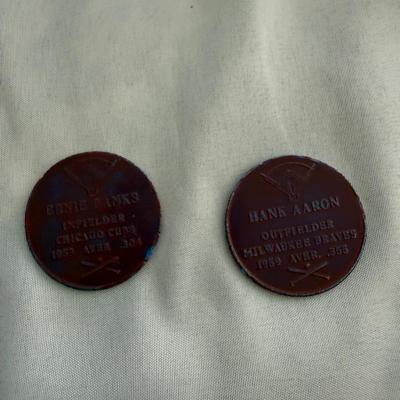 ERNIE BANKS
INFIELDER
CHICAGO CUBS
1959 AVER. .304
HANK AARON
OUTFIELDER
MILWAUKEE BRAVES
1959 AVER. .355